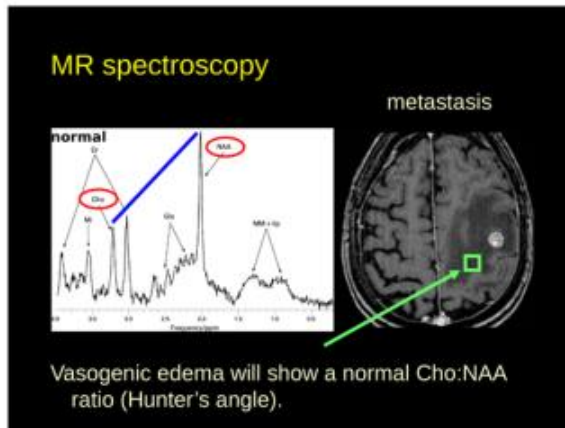 MR spectroscopy
metastasis
normal
Cr
Cho
NAA
MI
Glx
MM + lip
Frequency/ppm
Vasogenic edema will show a normal Cho:NAA
ratio (Hunter's angle).